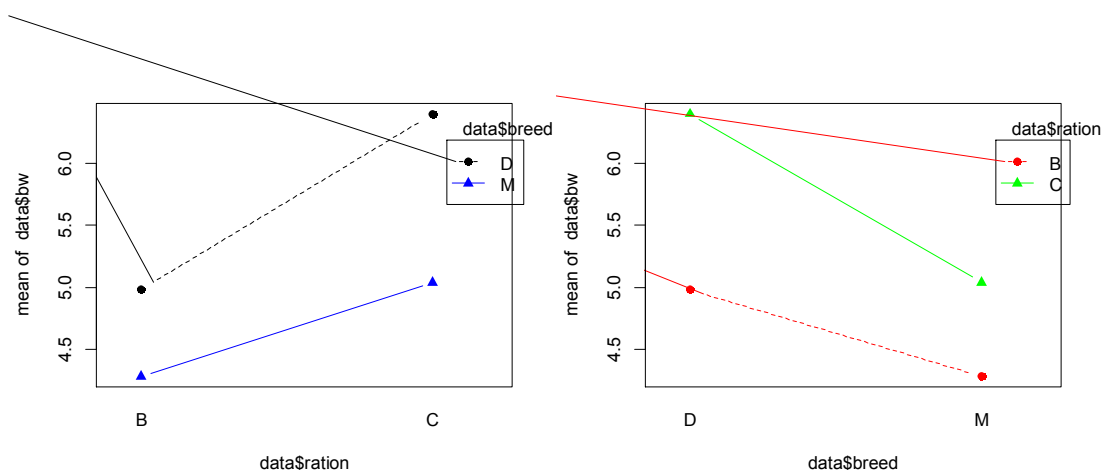 data$breed
D
M
6.0
5.5
5.0
4.5
mean of data$bw
B C
data$ration
data$ration
B
C
6.0
5.5
5.0
4.5
mean of data$bw
D M
data$breed